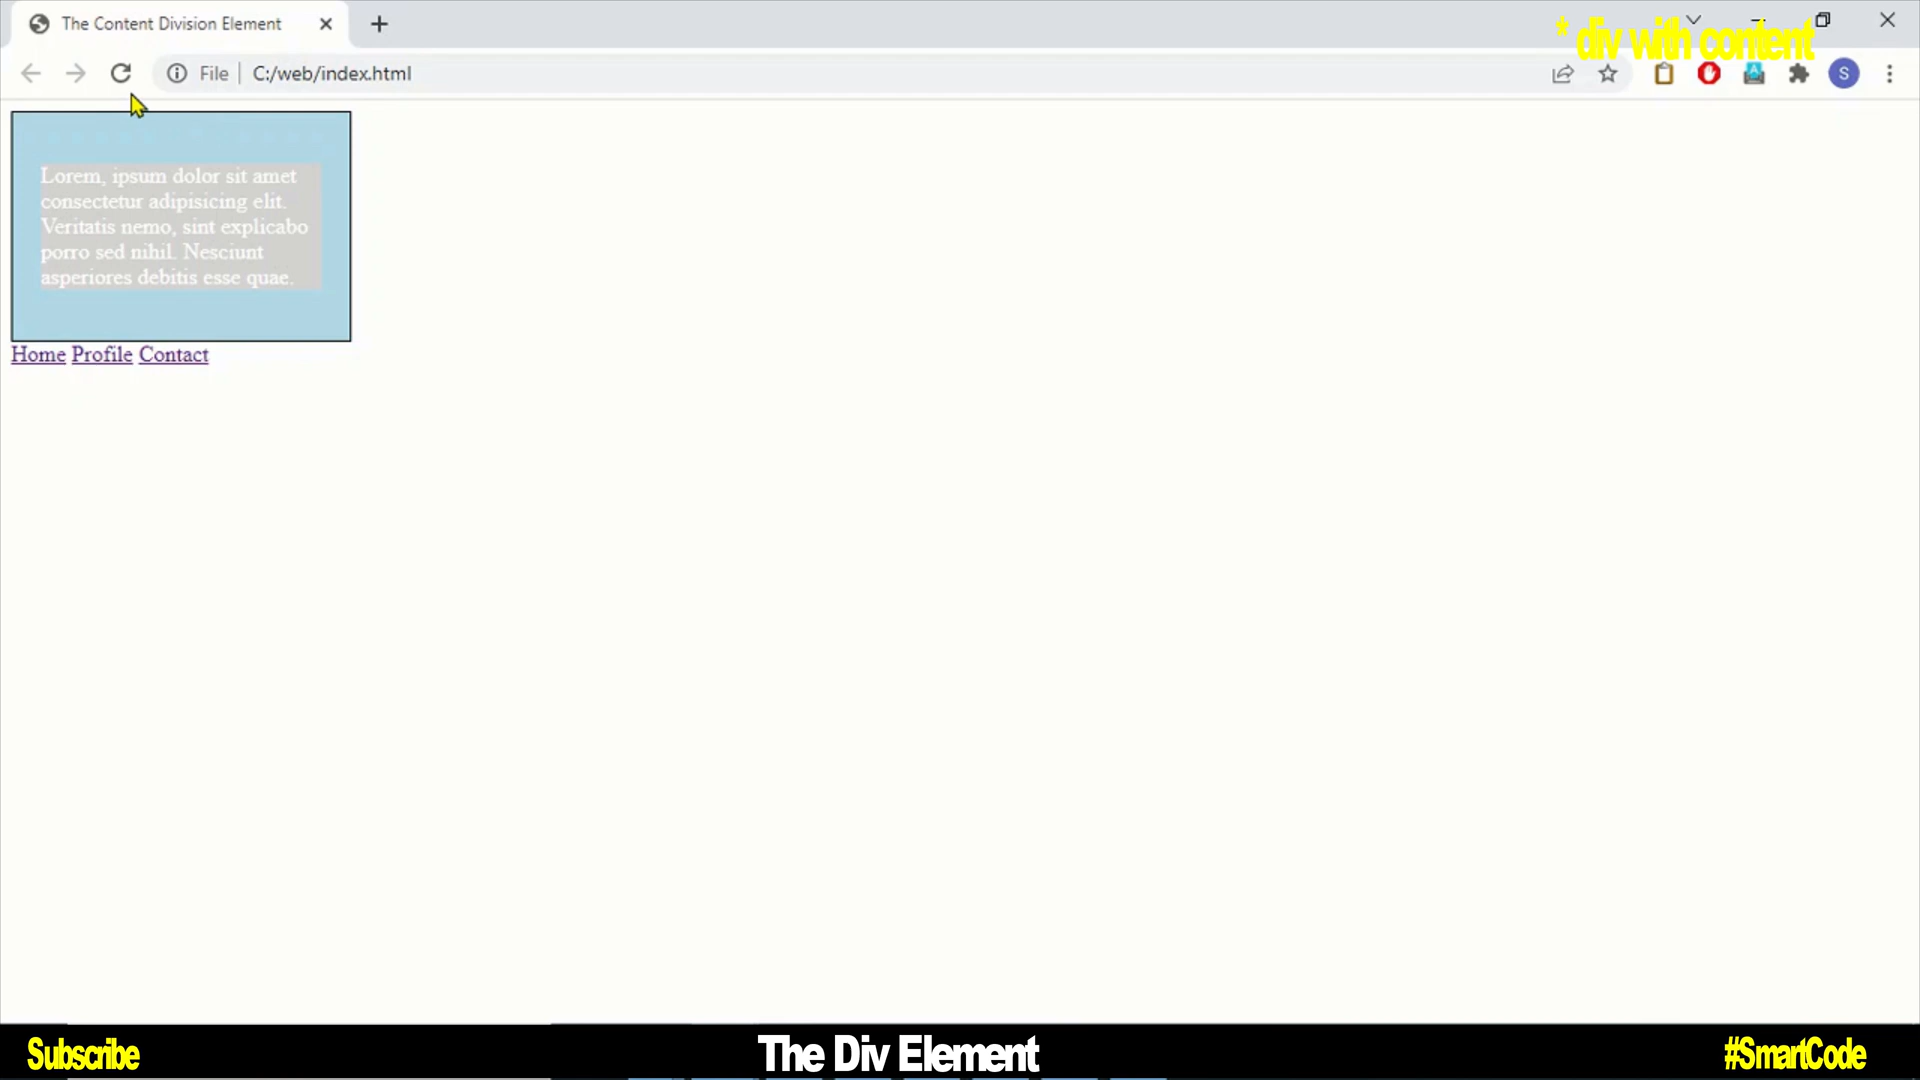 The Content Division Element
* div with content
File | C:/web/index.html
S
Lorem, ipsum dolor sit amet
consectetur adipisicing elit.
Veritatis nemo, sint explicabo
porro sed nihil. Nesciunt
asperiores debitis esse quae.
Home Profile Contact
Subscribe
The Div Element
#SmartCode